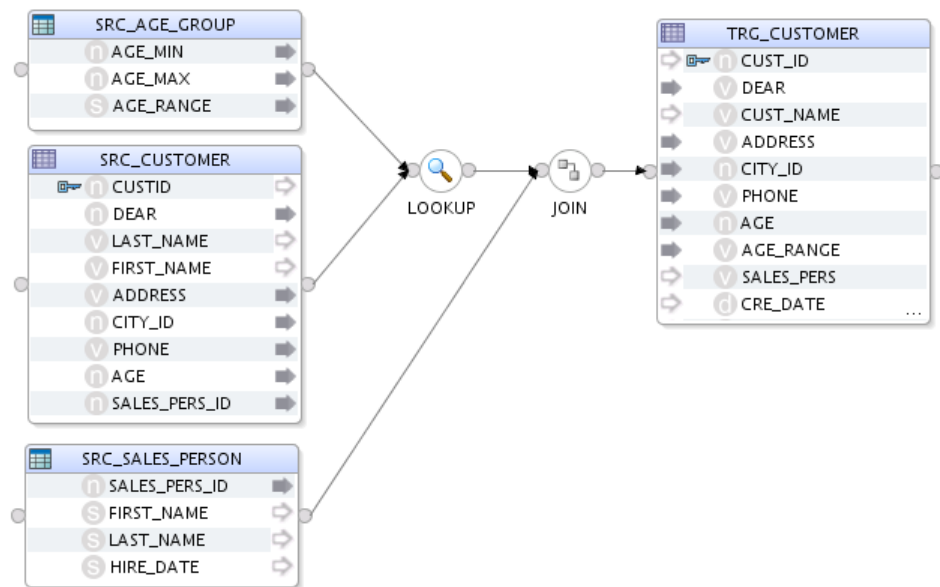 SRC_AGE_GROUP
n AGE_MIN
n AGE_MAX
S AGE_RANGE
SRC_CUSTOMER
n CUSTID
n DEAR
v LAST_NAME
v FIRST_NAME
v ADDRESS
n CITY_ID
v PHONE
n AGE
n SALES_PERS_ID
SRC_SALES_PERSON
n SALES_PERS_ID
S FIRST_NAME
S LAST_NAME
S HIRE_DATE
LOOKUP
JOIN
TRG_CUSTOMER
n CUST_ID
v DEAR
v CUST_NAME
v ADDRESS
n CITY_ID
v PHONE
n AGE
v AGE_RANGE
v SALES_PERS
d CRE_DATE
...